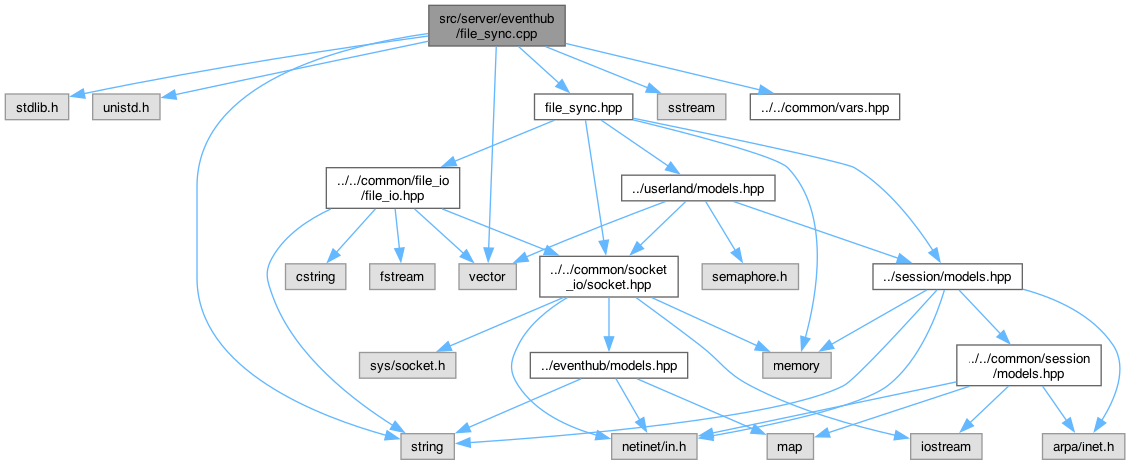 src/server/eventhub
/file_sync.cpp
stdlib.h
unistd.h
file_sync.hpp
sstream
../../common/vars.hpp
../../common/file_io
/file_io.hpp
../userland/models.hpp
cstring
fstream
vector
../../common/socket
_io/socket.hpp
semaphore.h
../session/models.hpp
sys/socket.h
../eventhub/models.hpp
memory
../../common/session
/models.hpp
string
netinet/in.h
map
iostream
arpa/inet.h